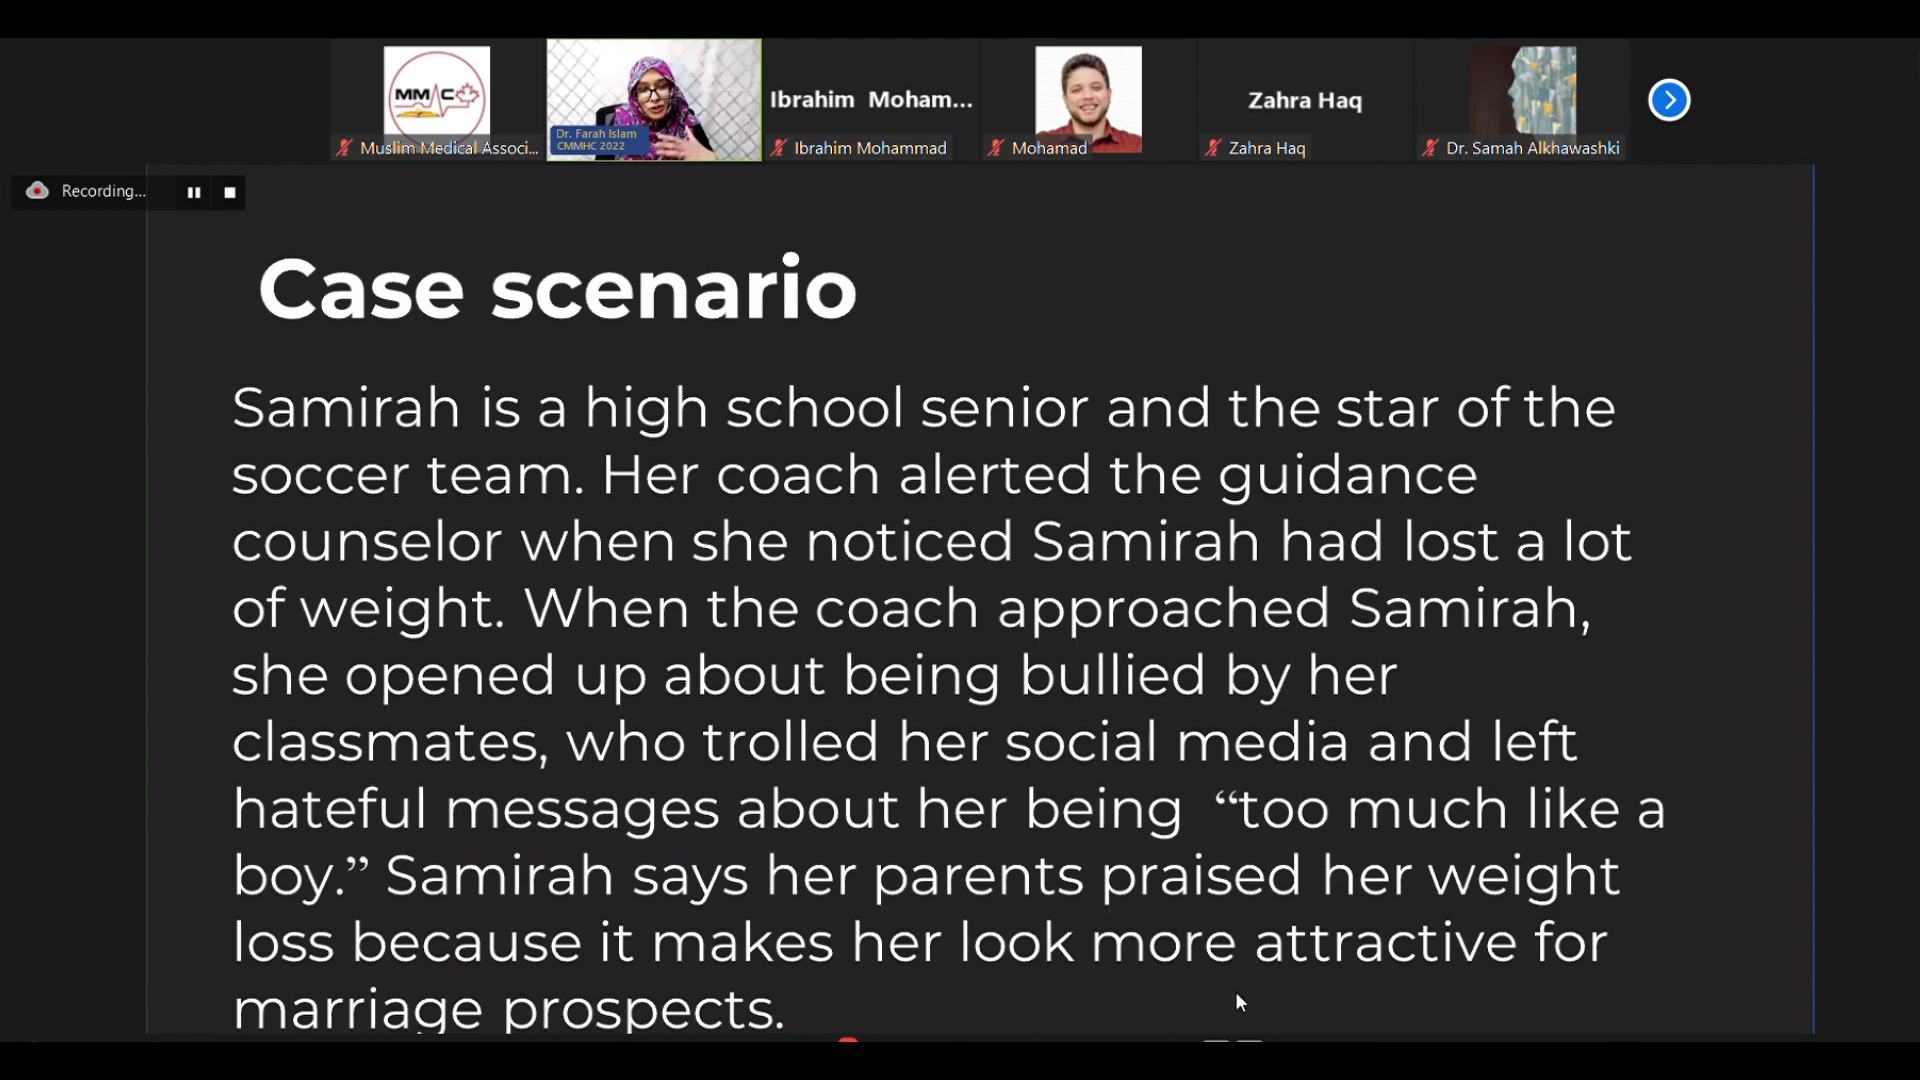 MMAC
Dr. Farah Islam
CMMHC 2022
Ibrahim Moham...
Zahra Haq
Muslim Medical Associ...
Ibrahim Mohammad
Mohamad
Zahra Haq
Dr. Samah Alkhawashki
Recording...
Case scenario
Samirah is a high school senior and the star of the
soccer team. Her coach alerted the guidance
counselor when she noticed Samirah had lost a lot
of weight. When the coach approached Samirah,
she opened up about being bullied by her
classmates, who trolled her social media and left
hateful messages about her being “too much like a
boy.” Samirah says her parents praised her weight
loss because it makes her look more attractive for
marriage prospects.